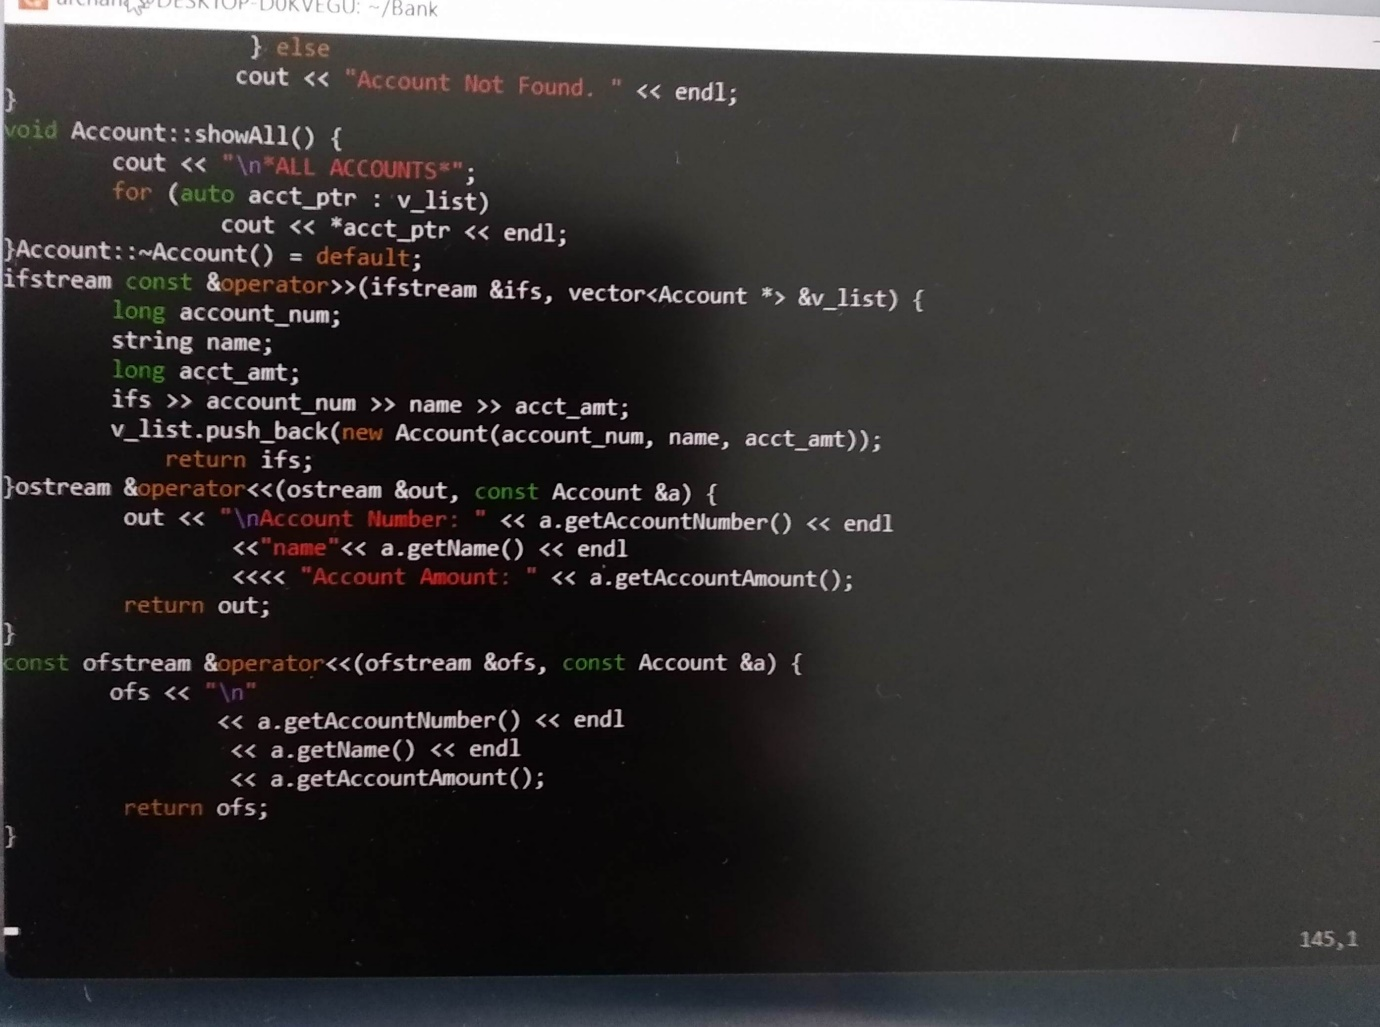 DESKTOP-D0KVEGU: ~/Bank
} else
cout << "Account Not Found. " << endl;
}
void Account::showAll() {
cout << "\n*ALL ACCOUNTS*";
for (auto acct_ptr : v_list)
cout << *acct_ptr << endl;
}Account::~Account() = default;
ifstream const &operator>>(ifstream &ifs, vector<Account *> &v_list) {
long account_num;
string name;
long acct_amt;
ifs >> account_num >> name >> acct_amt;
v_list.push_back(new Account(account_num, name, acct_amt));
return ifs;
}ostream &operator<<(ostream &out, const Account &a) {
out << "\nAccount Number: " << a.getAccountNumber() << endl
<<"name"<< a.getName() << endl
<<<< "Account Amount: " << a.getAccountAmount();
return out;
}
const ofstream &operator<<(ofstream &ofs, const Account &a) {
ofs << "\n"
<< a.getAccountNumber() << endl
<< a.getName() << endl
<< a.getAccountAmount();
return ofs;
}
145,1